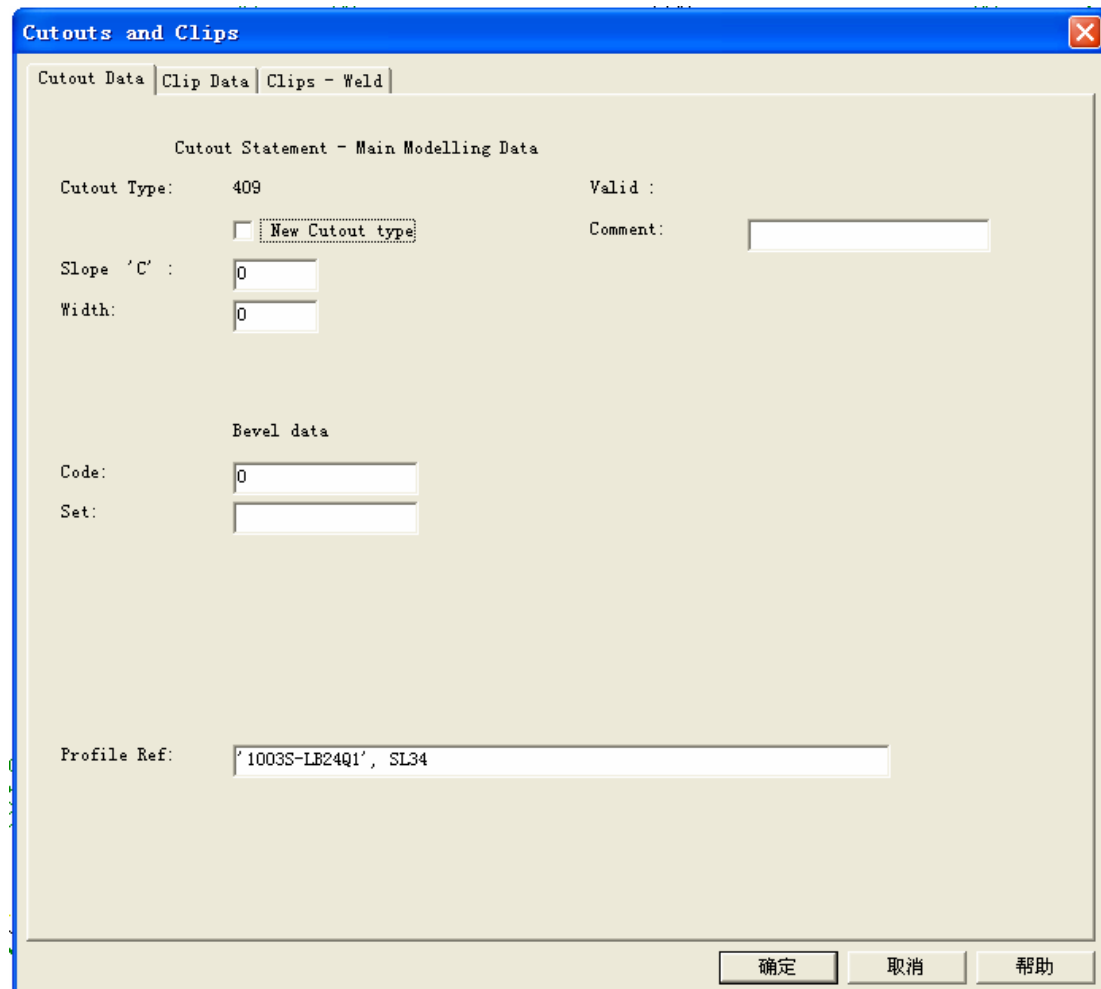 Cutouts and Clips
Cutout Data Clip Data Clips - Weld
Cutout Statement - Main Modelling Data
Cutout Type: 409 Valid :
New Cutout type Comment:
Slope 'C' : 0
Width: 0
Bevel data
Code: 0
Set:
Profile Ref: '1003S-LB24Q1', SL34
确定 取消 帮助